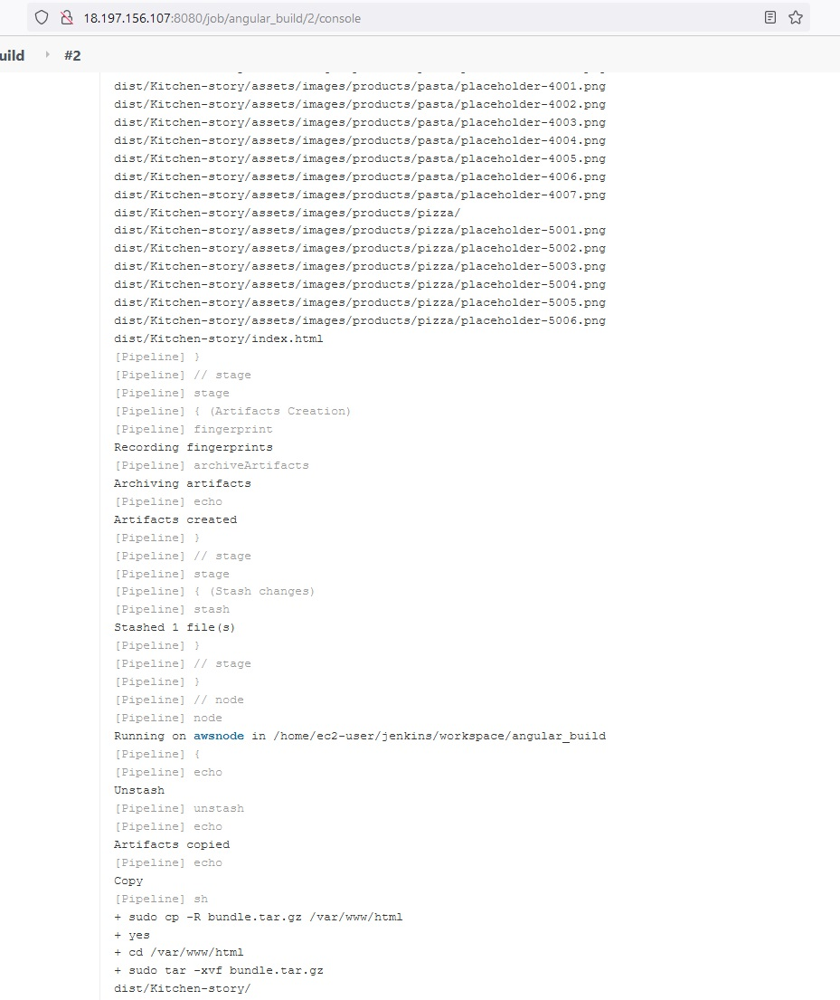 18.197.156.107:8080/job/angular_build/2/console
uild #2
dist/Kitchen-story/assets/images/products/pasta/placeholder-4001.png
dist/Kitchen-story/assets/images/products/pasta/placeholder-4002.png
dist/Kitchen-story/assets/images/products/pasta/placeholder-4003.png
dist/Kitchen-story/assets/images/products/pasta/placeholder-4004.png
dist/Kitchen-story/assets/images/products/pasta/placeholder-4005.png
dist/Kitchen-story/assets/images/products/pasta/placeholder-4006.png
dist/Kitchen-story/assets/images/products/pasta/placeholder-4007.png
dist/Kitchen-story/assets/images/products/pizza/
dist/Kitchen-story/assets/images/products/pizza/placeholder-5001.png
dist/Kitchen-story/assets/images/products/pizza/placeholder-5002.png
dist/Kitchen-story/assets/images/products/pizza/placeholder-5003.png
dist/Kitchen-story/assets/images/products/pizza/placeholder-5004.png
dist/Kitchen-story/assets/images/products/pizza/placeholder-5005.png
dist/Kitchen-story/assets/images/products/pizza/placeholder-5006.png
dist/Kitchen-story/index.html
[Pipeline] }
[Pipeline] // stage
[Pipeline] stage
[Pipeline] { (Artifacts Creation)
[Pipeline] fingerprint
Recording fingerprints
[Pipeline] archiveArtifacts
Archiving artifacts
[Pipeline] echo
Artifacts created
[Pipeline] }
[Pipeline] // stage
[Pipeline] stage
[Pipeline] { (Stash changes)
[Pipeline] stash
Stashed 1 file(s)
[Pipeline] }
[Pipeline] // stage
[Pipeline] }
[Pipeline] // node
[Pipeline] node
Running on awsnode in /home/ec2-user/jenkins/workspace/angular_build
[Pipeline] {
[Pipeline] echo
Unstash
[Pipeline] unstash
[Pipeline] echo
Artifacts copied
[Pipeline] echo
Copy
[Pipeline] sh
+ sudo cp -R bundle.tar.gz /var/www/html
+ yes
+ cd /var/www/html
+ sudo tar -xvf bundle.tar.gz
dist/Kitchen-story/